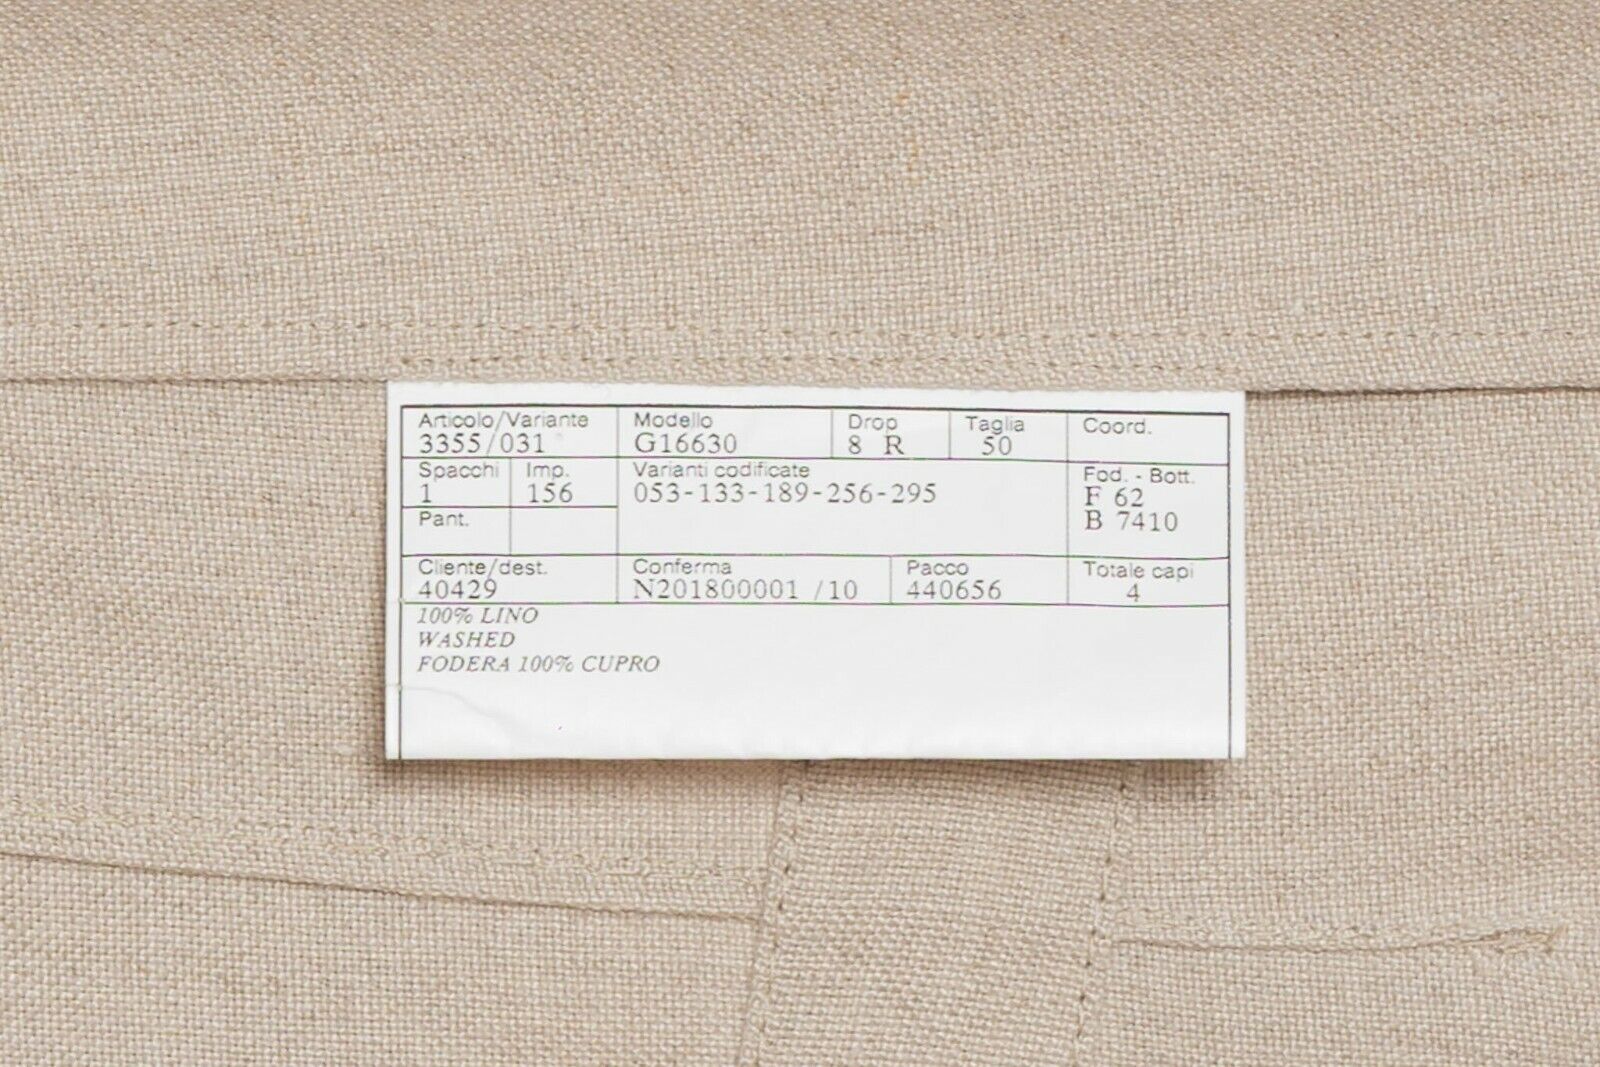 Articolo/Variante Modello Drop Taglia Coord.
3355/031 G16630 8 R 50
Spacchi Imp. Varianti codificate Fod. - Bott.
1 156 053-133-189-256-295 F 62
Pant. B 7410
Cliente/dest. Conferma Pacco Totale capi
40429 N201800001 /10 440656 4
100% LINO
WASHED
FODERA 100% CUPRO